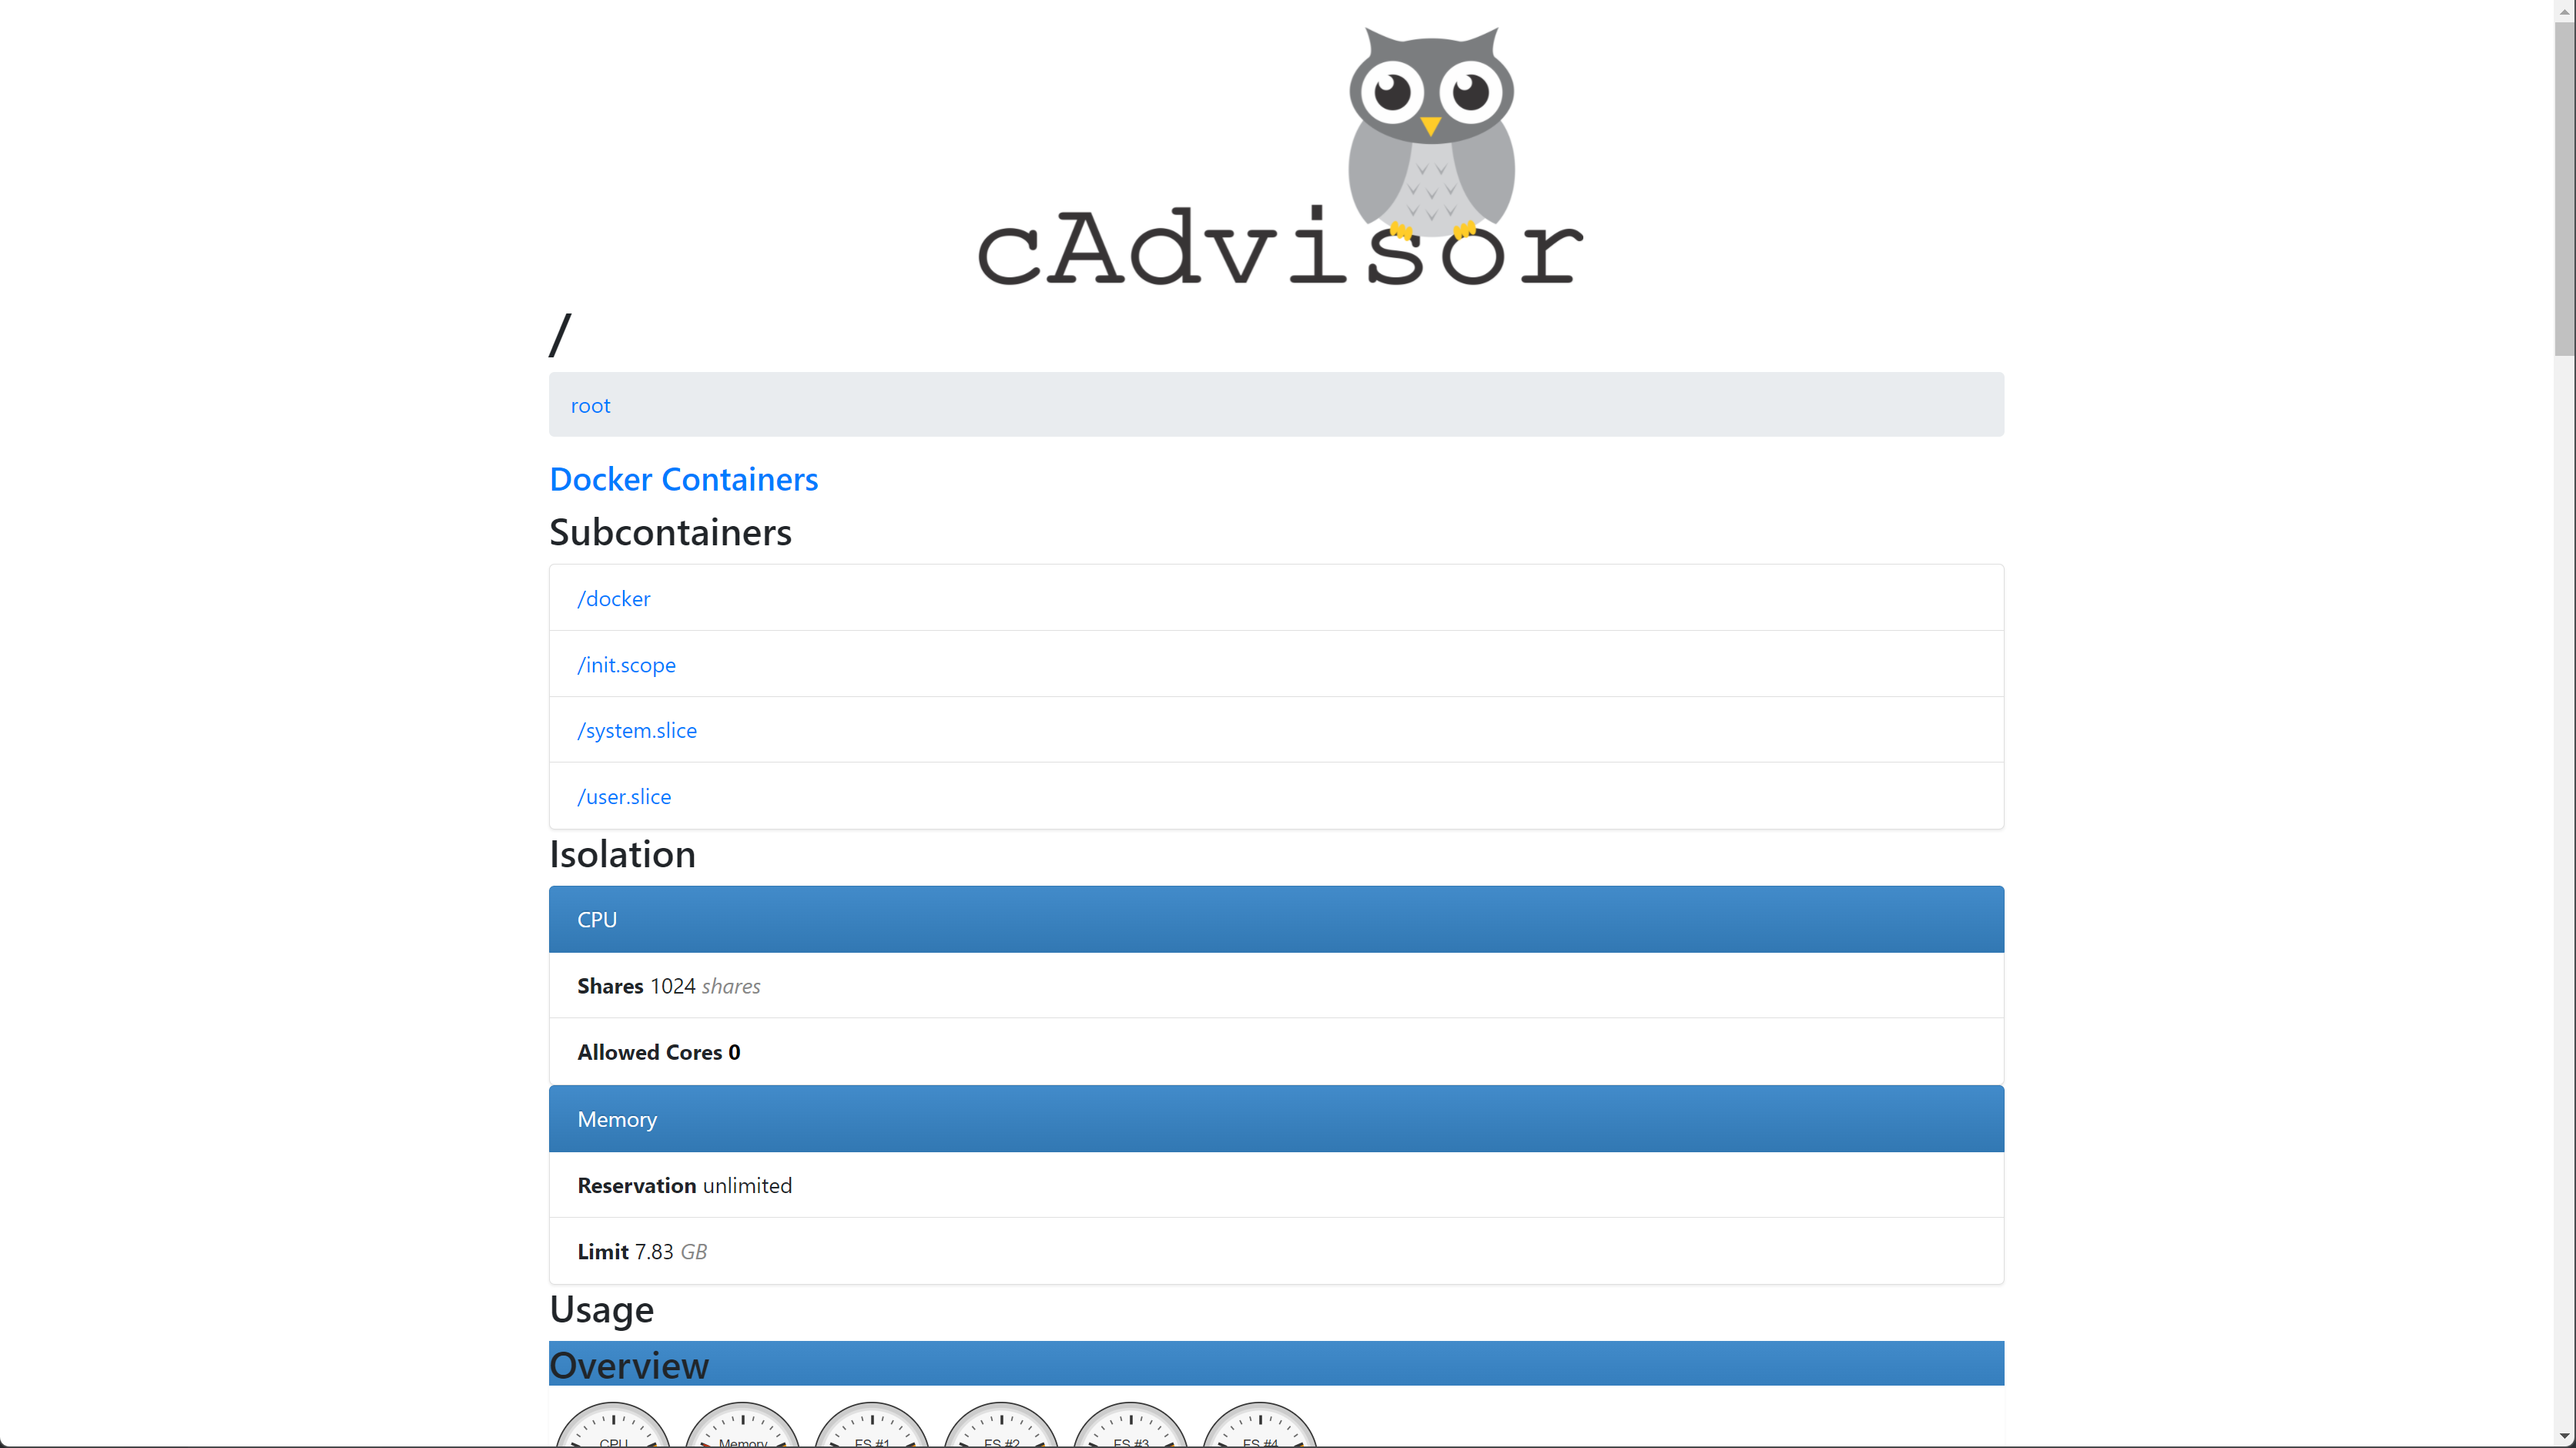 cAdvisor
/
root
Docker Containers
Subcontainers
/docker
/init.scope
/system.slice
/user.slice
Isolation
CPU
Shares 1024 shares
Allowed Cores 0
Memory
Reservation unlimited
Limit 7.83 GB
Usage
Overview
CPU Memory FS #1 FS #2 FS #3 FS #4